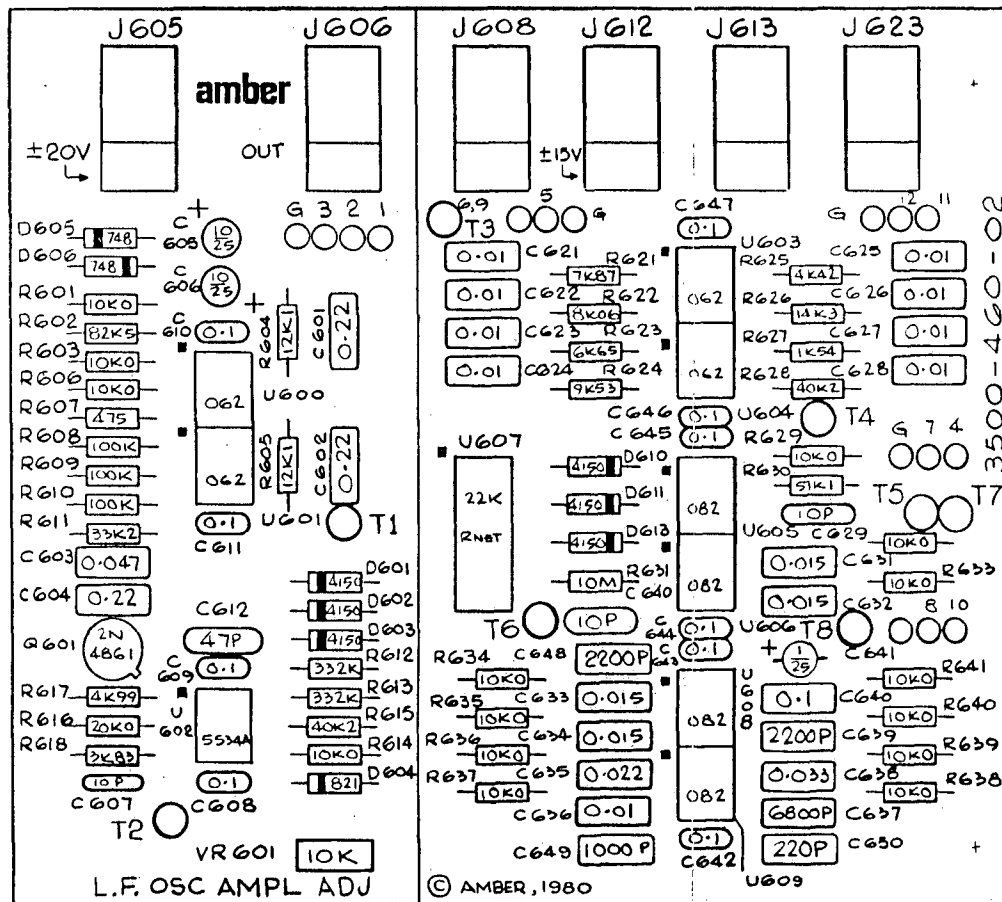 J605 J606 J608 J612 J613 J623
amber
±20V OUT ±15V
6,9 5 G C647 G 12 11
D605 748 C 605 + 10/25 G 3 2 1 T3 0.1
D606 748 C 606 10/25 + 0.01 C621 R621 7K87 U603 R625 4K42 C625 0.01
R601 10K0 C 610 0.1 R604 12K1 C601 0.22 0.01 C622 R622 8K06 062 R626 14K3 C626 0.01
R602 82K5 0.01 C623 R623 6K65 R627 1K54 C627 0.01
R603 10K0 0.01 C624 R624 9K53 062 R628 40K2 C628 0.01
R606 10K0 062 U600 C646 0.1 U604 T4
R607 475 C645 0.1 R629 10K0 G 7 4
R608 100K R605 12K1 C602 0.22 U607 D610 4150 R630 51K1
R609 100K 062 22K D611 4150 082 T5 T7
R610 100K U601 T1 RNET D613 4150 10P C629
R611 33K2 0.1 C611 U605 C631 0.015 10K0
C603 0.047 D601 4150 R631 10M 082 R633 10K0
C604 0.22 C612 47P D602 4150 C640 10P 0.015 C632 8 10
Q601 2N 4861 D603 4150 T6 C 644 0.1 U606 T8
C 609 0.1 R612 332K R634 10K0 C648 2200P C 643 0.1 + 1/25 C641 R641 10K0
R617 4K99 R613 332K R635 10K0 C633 0.015 U608 0.1 C640 R640 10K0
R616 20K0 U 602 5534A R615 40K2 R636 10K0 C634 0.015 082 2200P C639 R639 10K0
R618 3K83 R614 10K0 R637 10K0 C635 0.022 0.033 C638 R638 10K0
10P C607 0.1 C608 D604 821 C636 0.01 082 6800P C637
T2 C649 1000P 0.1 C642 220P C650
VR601 10K U609
L.F. OSC AMPL ADJ © AMBER, 1980
3500-460-02